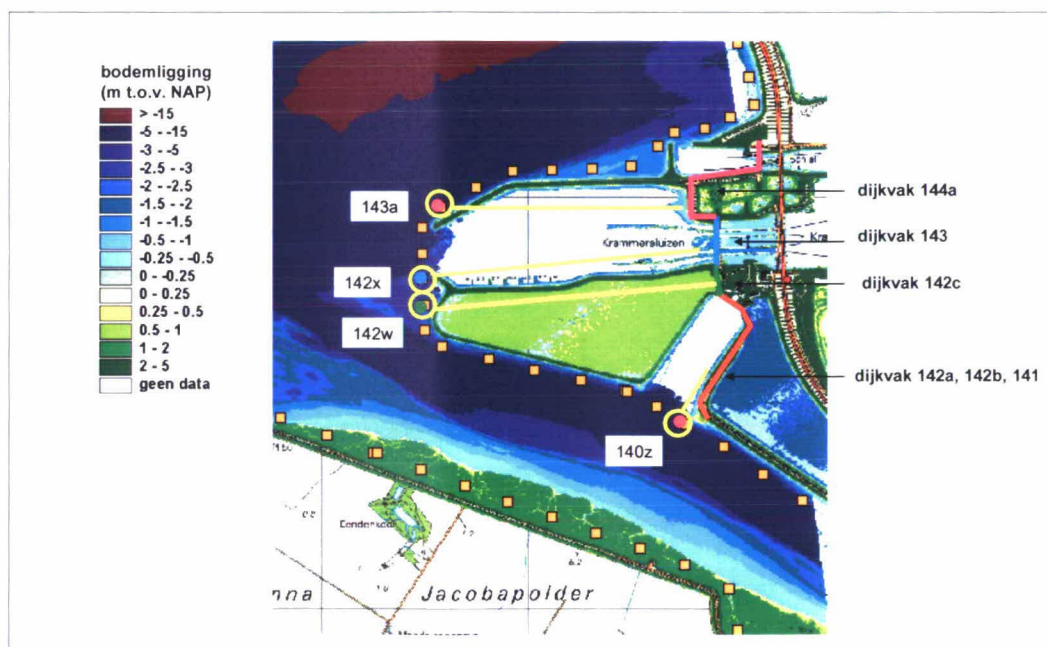 bodemligging
(m t.o.v. NAP)
> -15
-5 - -15
-3 - -5
-2.5 - -3
-2 - -2.5
-1.5 - -2
-1 - -1.5
-0.5 - -1
-0.25 - -0.5
0 - -0.25
0 - 0.25
0.25 - 0.5
0.5 - 1
1 - 2
2 - 5
geen data
143a
142x
142w
140z
Krammersluizen
Kra
dijkvak 144a
dijkvak 143
dijkvak 142c
dijkvak 142a, 142b, 141
Eendenkooi
nna
Jacobapolder